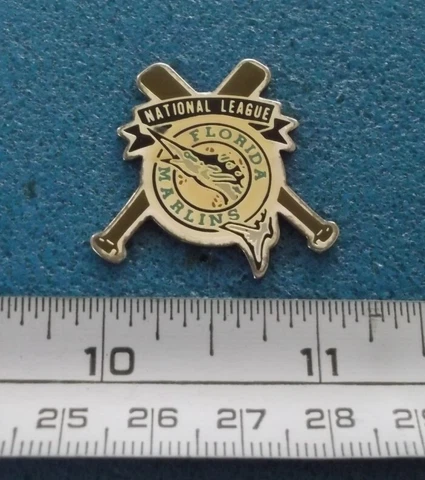 NATIONAL LEAGUE
FLORIDA
MARLINS
10 11
25 26 27 28